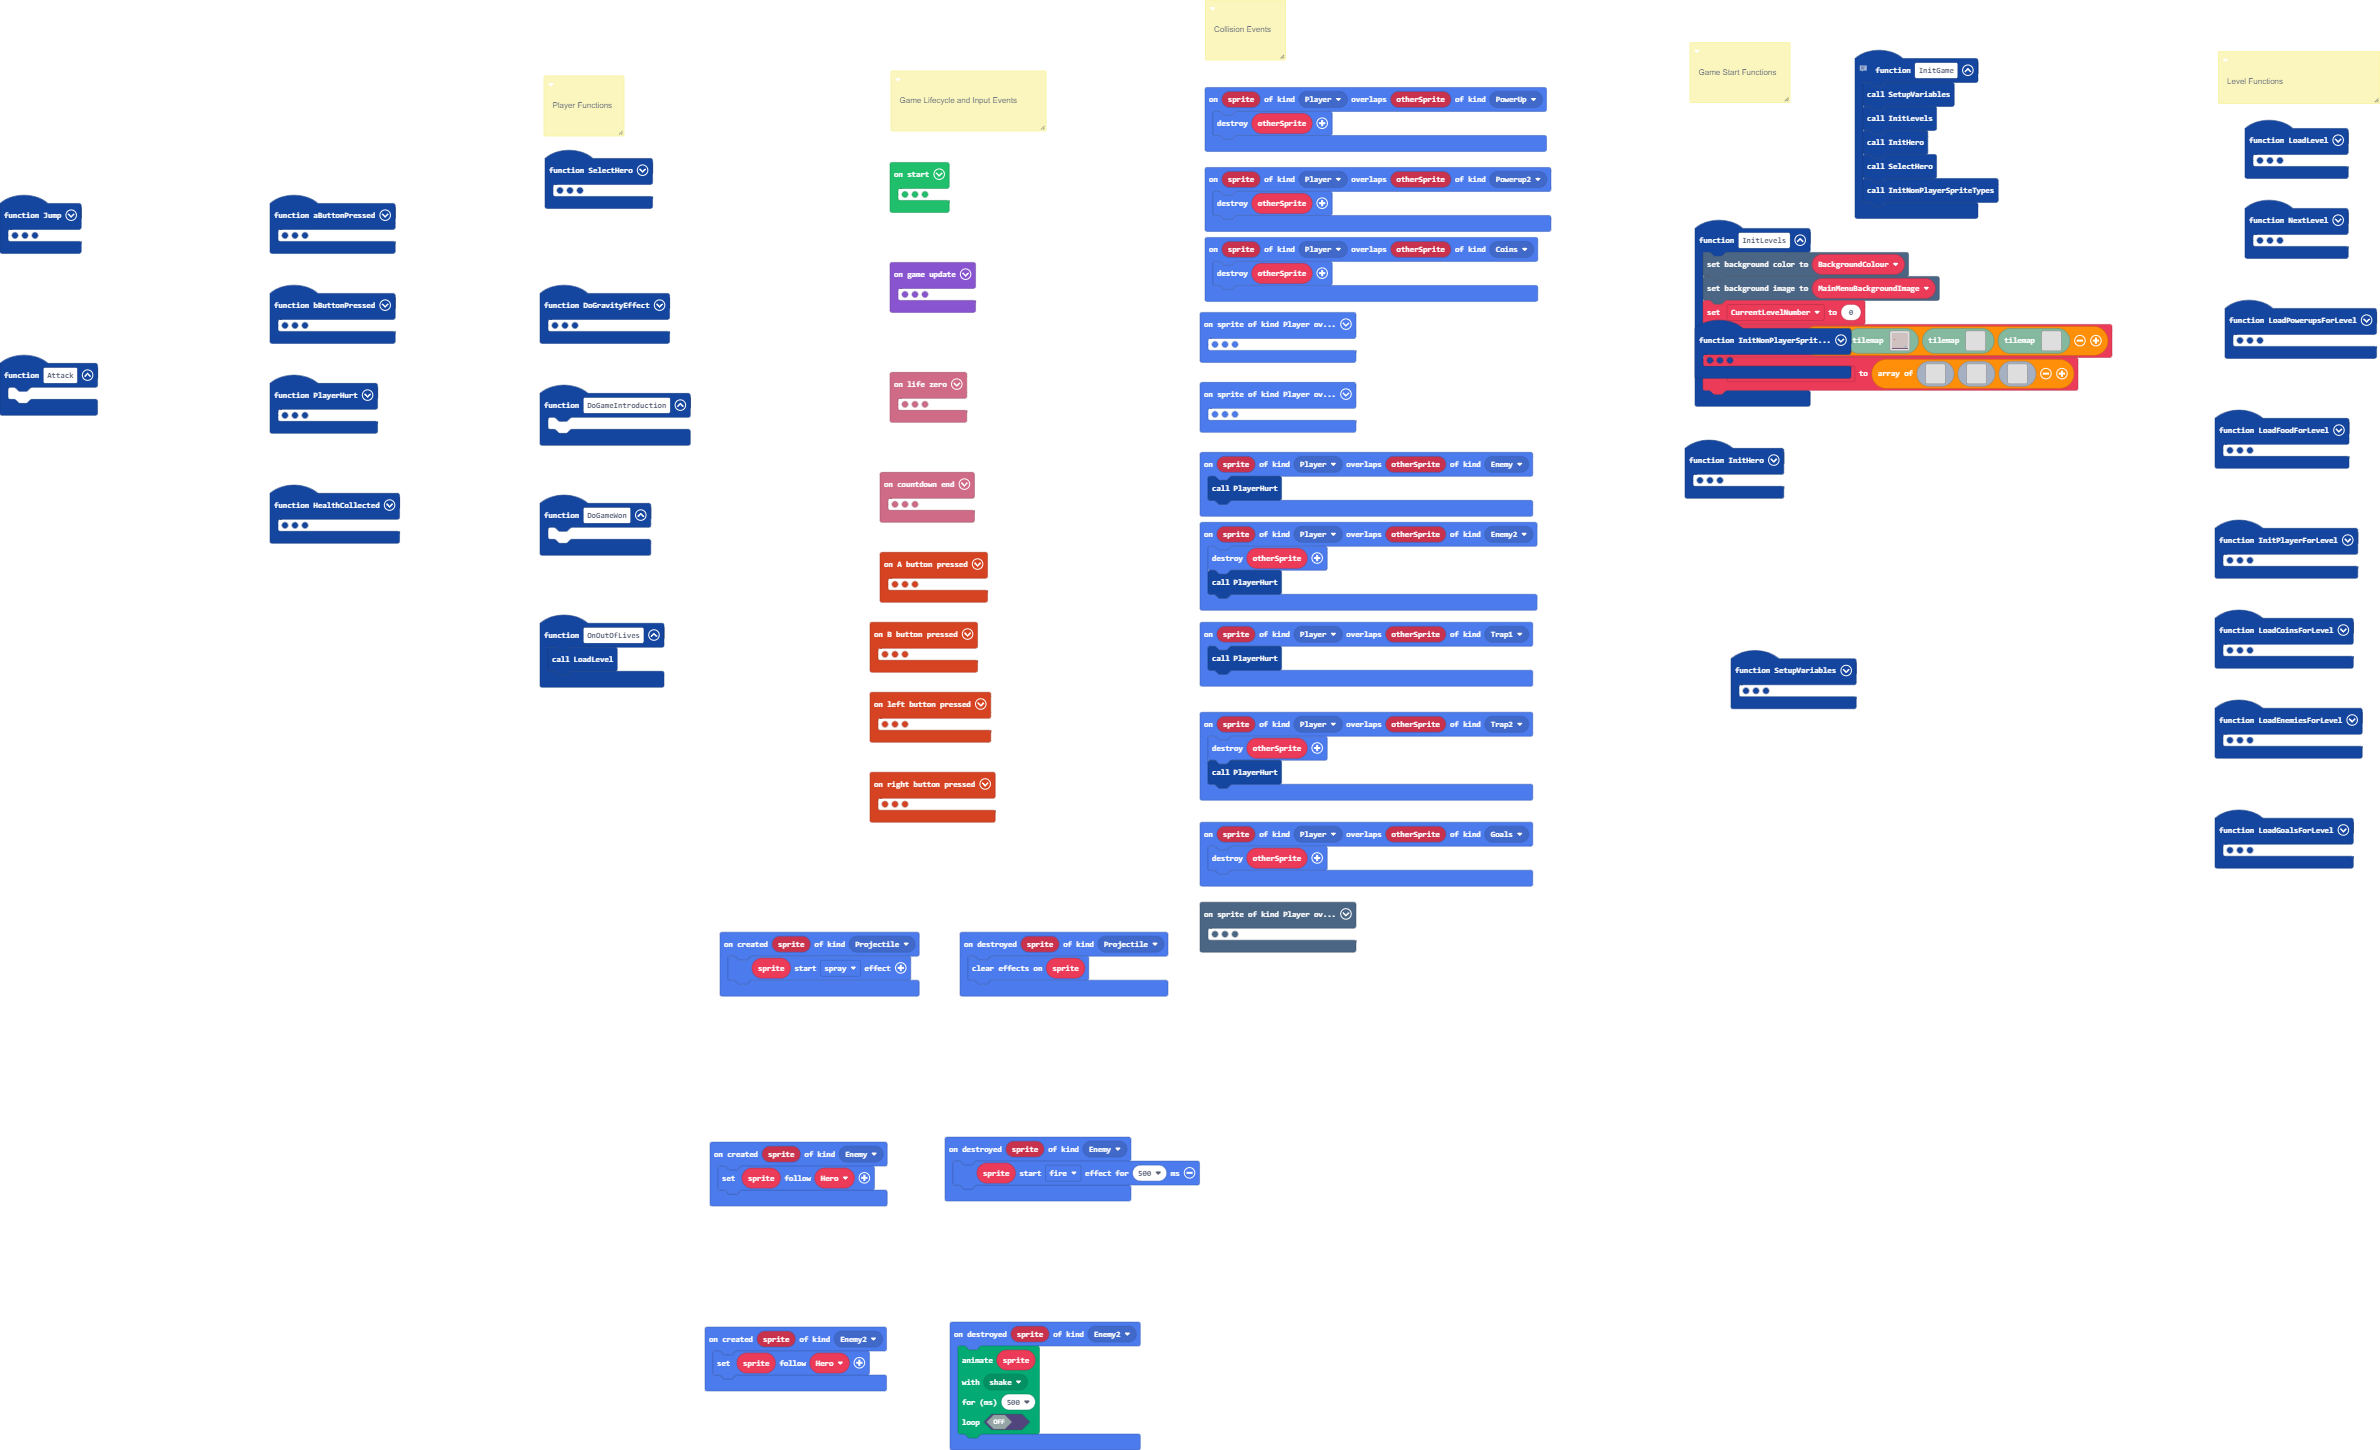 function Jump
function Attack
function aButtonPressed
function bButtonPressed
function PlayerHurt
function HealthCollected
Player Functions
function SelectHero
function DoGravityEffect
function DoGameIntroduction
function DoGameWon
function OnOutOfLives
call LoadLevel
Game Lifecycle and Input Events
on start
on game update
on life zero
on countdown end
on A button pressed
on B button pressed
on left button pressed
on right button pressed
on created sprite of kind Projectile
sprite start spray effect
on destroyed sprite of kind Projectile
clear effects on sprite
on created sprite of kind Enemy
set sprite follow Hero
on destroyed sprite of kind Enemy
sprite start fire effect for 500 ms
on created sprite of kind Enemy2
set sprite follow Hero
on destroyed sprite of kind Enemy2
animate sprite
with shake
for (ms) 500
loop OFF
Collision Events
on sprite of kind Player overlaps otherSprite of kind PowerUp
destroy otherSprite
on sprite of kind Player overlaps otherSprite of kind Powerup2
destroy otherSprite
on sprite of kind Player overlaps otherSprite of kind Coins
destroy otherSprite
on sprite of kind Player ov...
on sprite of kind Player ov...
on sprite of kind Player overlaps otherSprite of kind Enemy
call PlayerHurt
on sprite of kind Player overlaps otherSprite of kind Enemy2
destroy otherSprite
call PlayerHurt
on sprite of kind Player overlaps otherSprite of kind Trap1
call PlayerHurt
on sprite of kind Player overlaps otherSprite of kind Trap2
destroy otherSprite
call PlayerHurt
on sprite of kind Player overlaps otherSprite of kind Goals
destroy otherSprite
on sprite of kind Player ov...
Game Start Functions
function InitGame
call SetupVariables
call InitLevels
call InitHero
call SelectHero
call InitNonPlayerSpriteTypes
function InitLevels
set background color to BackgroundColour
set background image to MainMenuBackgroundImage
set CurrentLevelNumber to 0
function InitNonPlayerSprit... tilemap tilemap tilemap
to array of
function InitHero
function SetupVariables
Level Functions
function LoadLevel
function NextLevel
function LoadPowerupsForLevel
function LoadFoodForLevel
function InitPlayerForLevel
function LoadCoinsForLevel
function LoadEnemiesForLevel
function LoadGoalsForLevel